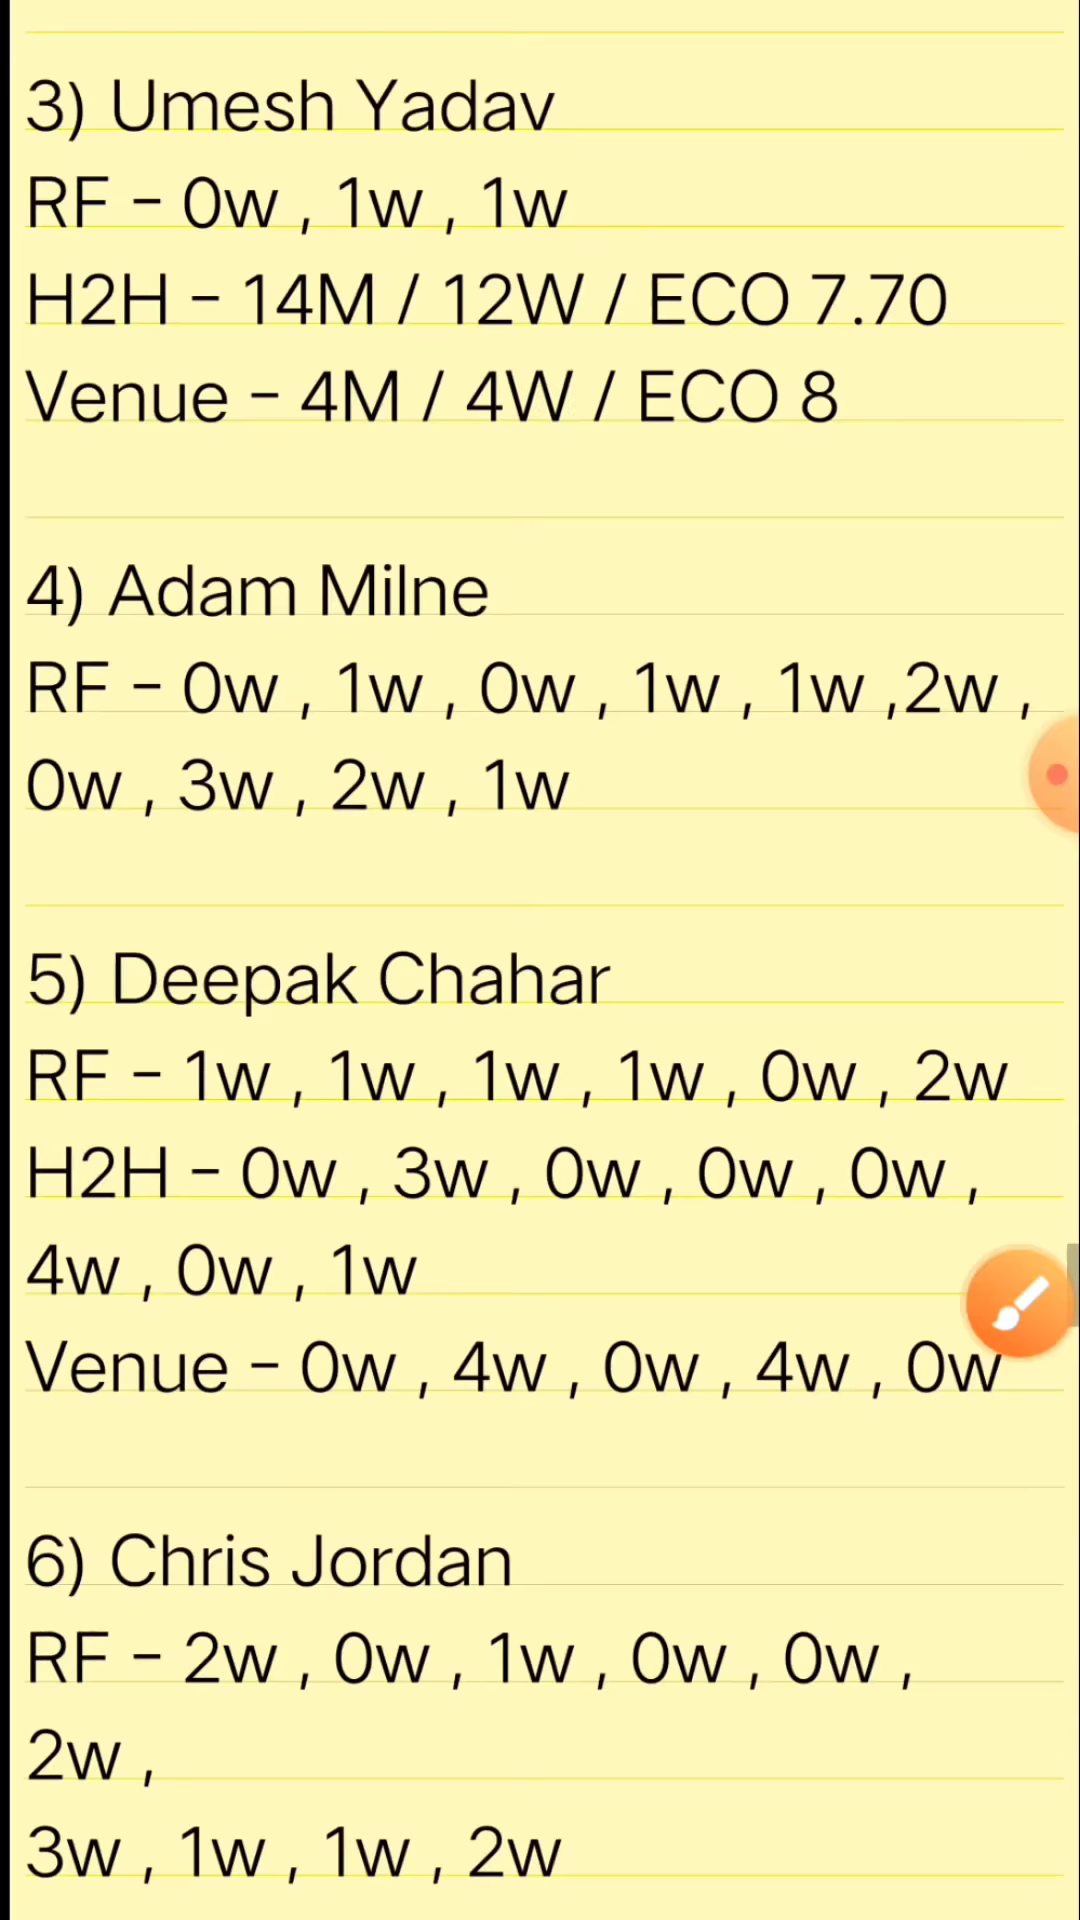 3) Umesh Yadav
RF - 0w , 1w , 1w
H2H - 14M / 12W / ECO 7.70
Venue - 4M / 4W / ECO 8
4) Adam Milne
RF - 0w , 1w , 0w , 1w , 1w ,2w ,
0w , 3w , 2w , 1w
5) Deepak Chahar
RF - 1w , 1w , 1w , 1w , 0w , 2w
H2H - 0w , 3w , 0w , 0w , 0w ,
4w , 0w , 1w
Venue - 0w , 4w , 0w , 4w , 0w
6) Chris Jordan
RF - 2w , 0w , 1w , 0w , 0w ,
2w ,
3w , 1w , 1w , 2w